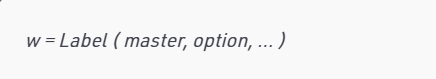 w = Label ( master, option, ... )